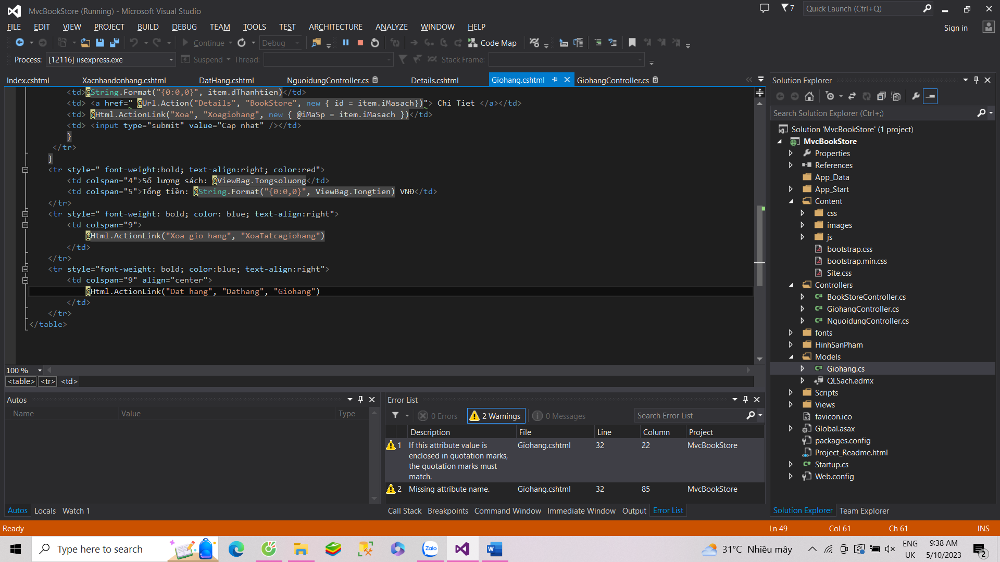 MvcBookStore (Running) - Microsoft Visual Studio
7
Quick Launch (Ctrl+Q)
FILE EDIT VIEW PROJECT BUILD DEBUG TEAM TOOLS TEST ARCHITECTURE ANALYZE WINDOW HELP
Sign in
Continue Debug Code Map
Process: [12116] iisexpress.exe Suspend Thread: Stack Frame:
Index.cshtml Xacnhandonhang.cshtml DatHang.cshtml NguoidungController.cs Details.cshtml Giohang.cshtml GiohangController.cs
<td>@String.Format("{0:0,0}", item.dThanhtien)</td>
<td> <a href=" @Url.Action("Details", "BookStore", new { id = item.iMasach})"> Chi Tiet </a></td>
<td> @Html.ActionLink("Xoa", "Xoagiohang", new { @iMaSp = item.iMasach })</td>
<td> <input type="submit" value="Cap nhat" /></td>
}
</tr>
}
<tr style=" font-weight:bold; text-align:right; color:red">
<td colspan="4">Số lượng sách: @ViewBag.Tongsoluong</td>
<td colspan="5">Tổng tiền: @String.Format("{0:0,0}", ViewBag.Tongtien) VNĐ</td>
</tr>
<tr style=" font-weight: bold; color: blue; text-align:right">
<td colspan="9">
@Html.ActionLink("Xoa gio hang", "XoaTatcagiohang")
</td>
</tr>
<tr style="font-weight: bold; color:blue; text-align:right">
<td colspan="9" align="center">
@Html.ActionLink("Dat hang", "Dathang", "Giohang")
</td>
</tr>
</table>
100 %
<table> <tr> <td>
Autos
Name Value Type
Autos Locals Watch 1
Error List
0 Errors 2 Warnings 0 Messages Search Error List
Description File Line Column Project
1 If this attribute value is enclosed in quotation marks, the quotation marks must match. Giohang.cshtml 32 22 MvcBookStore
2 Missing attribute name. Giohang.cshtml 32 85 MvcBookStore
Call Stack Breakpoints Command Window Immediate Window Output Error List
Solution Explorer
Search Solution Explorer (Ctrl+;)
Solution 'MvcBookStore' (1 project)
MvcBookStore
Properties
References
App_Data
App_Start
Content
css
images
js
bootstrap.css
bootstrap.min.css
Site.css
Controllers
BookStoreController.cs
GiohangController.cs
NguoidungController.cs
fonts
HinhSanPham
Models
Giohang.cs
QLSach.edmx
Scripts
Views
favicon.ico
Global.asax
packages.config
Project_Readme.html
Startup.cs
Web.config
Solution Explorer Team Explorer
Ready Ln 49 Col 61 Ch 61 INS
Type here to search
Zalo
31°C Nhiều mây
ENG
UK
9:38 AM
5/10/2023
2